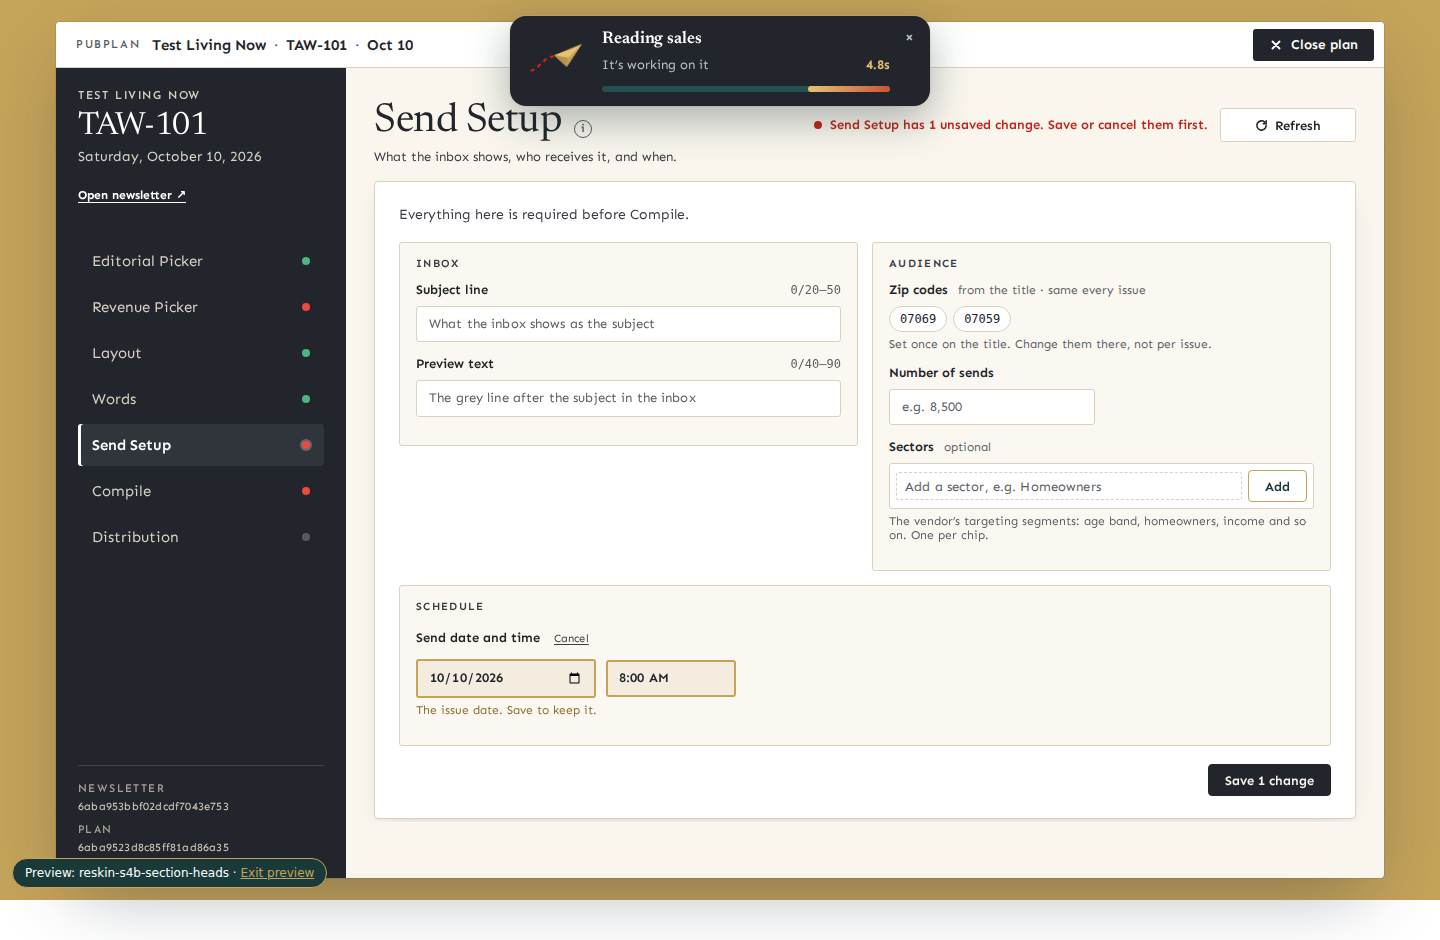 PUBPLAN Test Living Now · TAW-101 · Oct 10
Reading sales
×
It's working on it
4.8s
Close plan
TEST LIVING NOW
TAW-101
Saturday, October 10, 2026
Open newsletter ↗
Editorial Picker
Revenue Picker
Layout
Words
Send Setup
Compile
Distribution
NEWSLETTER
6aba953bbf02dcdf7043e753
PLAN
6aba9523d8c85ff81ad86a35
Preview: reskin-s4b-section-heads · Exit preview
Send Setup
i
Send Setup has 1 unsaved change. Save or cancel them first.
Refresh
What the inbox shows, who receives it, and when.
Everything here is required before Compile.
INBOX
Subject line
0/20–50
What the inbox shows as the subject
Preview text
0/40–90
The grey line after the subject in the inbox
AUDIENCE
Zip codes from the title · same every issue
07069 07059
Set once on the title. Change them there, not per issue.
Number of sends
e.g. 8,500
Sectors optional
Add a sector, e.g. Homeowners
Add
The vendor's targeting segments: age band, homeowners, income and so
on. One per chip.
SCHEDULE
Send date and time Cancel
10/10/2026
8:00 AM
The issue date. Save to keep it.
Save 1 change